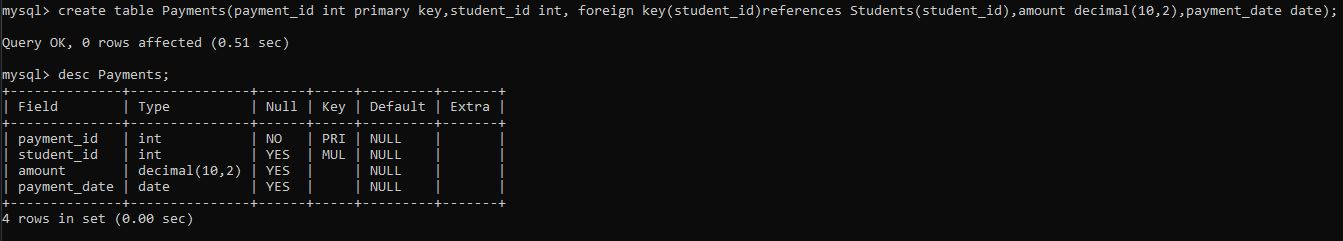 mysql> create table Payments(payment_id int primary key,student_id int, foreign key(student_id)references Students(student_id),amount decimal(10,2),payment_date date);
Query OK, 0 rows affected (0.51 sec)
mysql> desc Payments;
+--------------+---------------+------+-----+---------+-------+
| Field        | Type          | Null | Key | Default | Extra |
+--------------+---------------+------+-----+---------+-------+
| payment_id   | int           | NO   | PRI | NULL    |       |
| student_id   | int           | YES  | MUL | NULL    |       |
| amount       | decimal(10,2) | YES  |     | NULL    |       |
| payment_date | date          | YES  |     | NULL    |       |
+--------------+---------------+------+-----+---------+-------+
4 rows in set (0.00 sec)